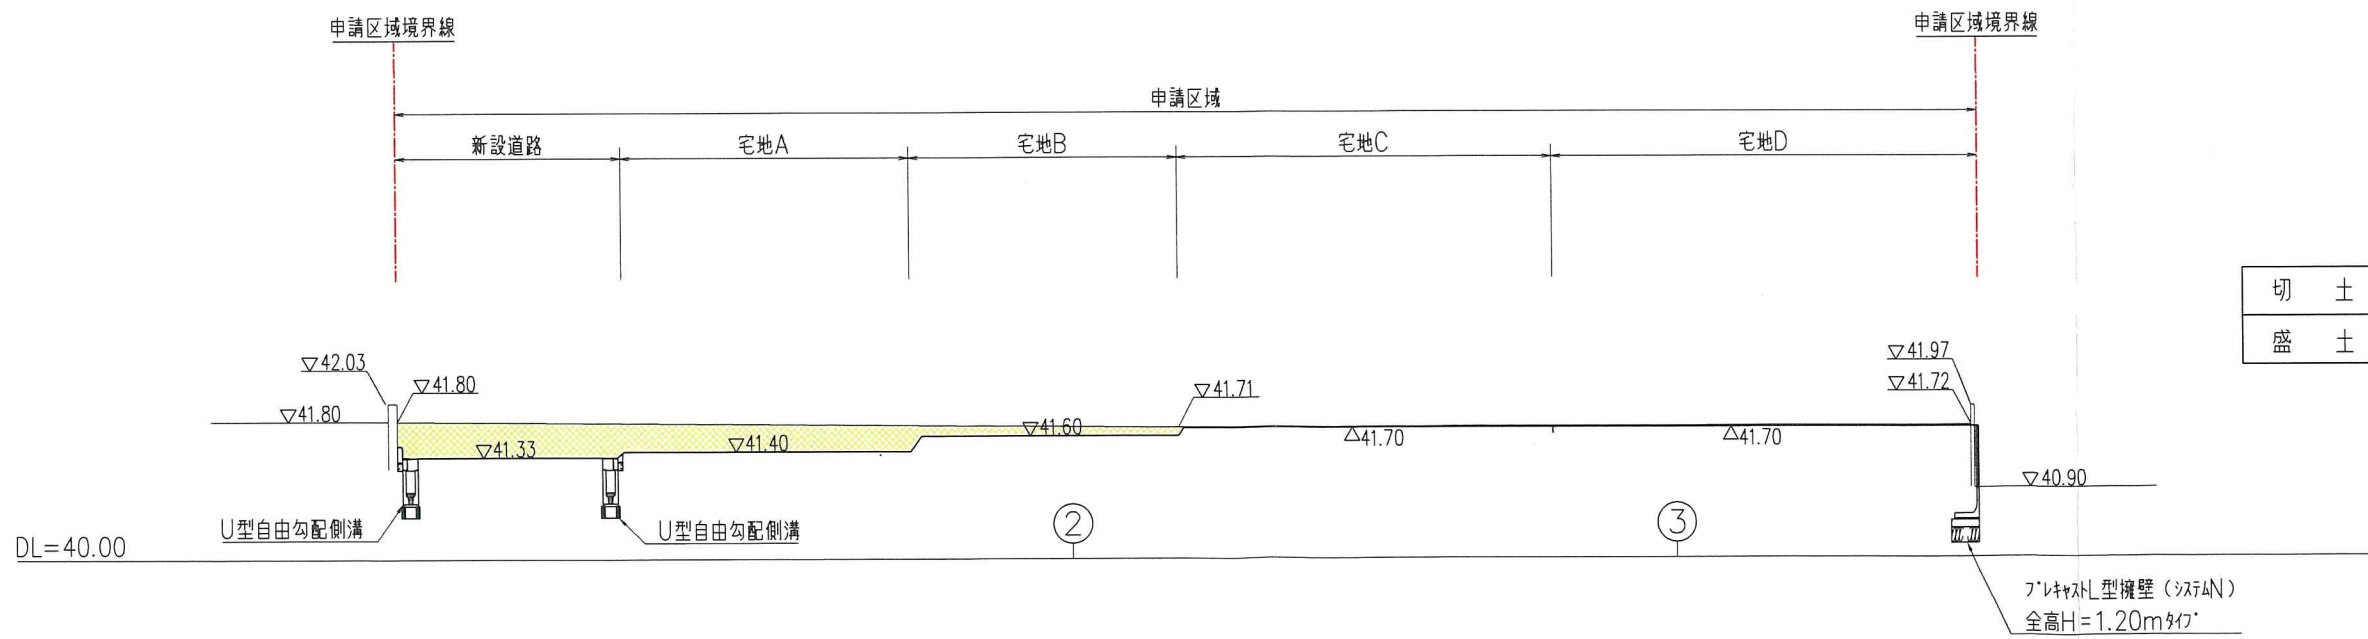 申請区域境界線
申請区域境界線
申請区域
新設道路
宅地A
宅地B
宅地C
宅地D
切 土
盛 土
▽42.03
▽41.80
▽41.80
▽41.33
▽41.40
▽41.60
▽41.71
△41.70
△41.70
▽41.97
▽41.72
▽40.90
U型自由勾配側溝
U型自由勾配側溝
②
③
DL=40.00
プレキャストL型擁壁（システムN）
全高H=1.20mタイプ